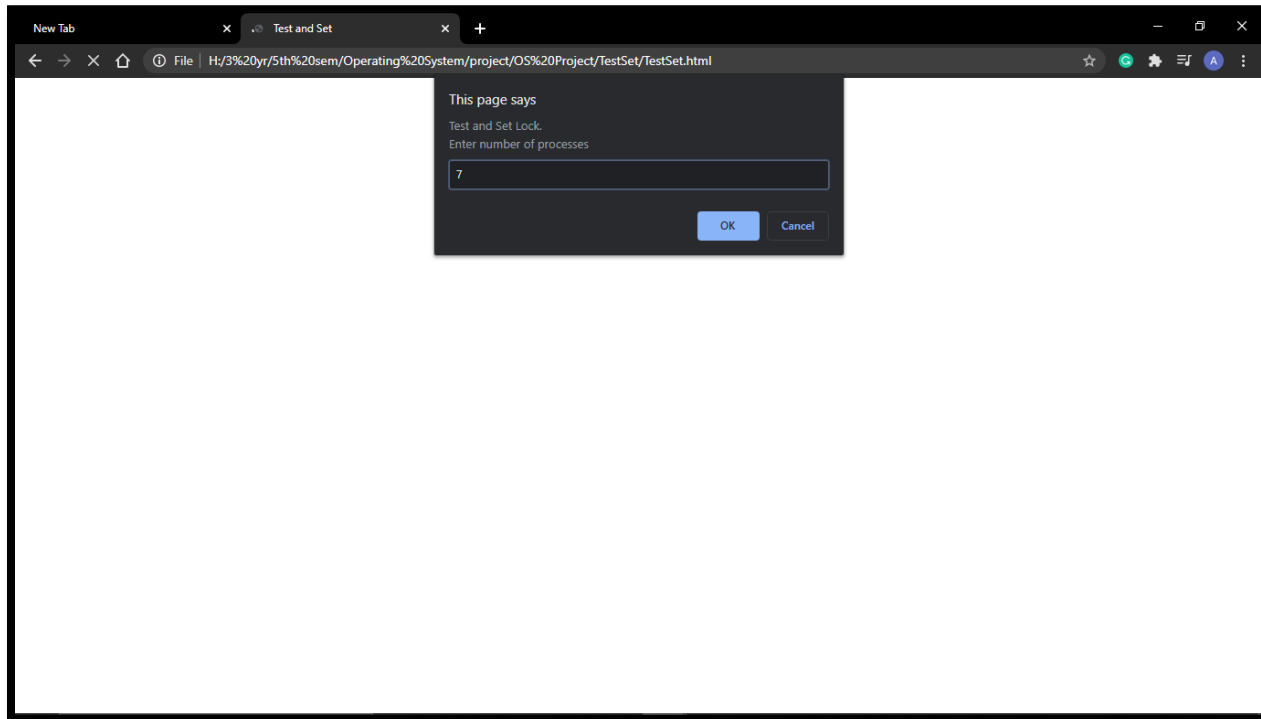 New Tab
Test and Set
File | H:/3%20yr/5th%20sem/Operating%20System/project/OS%20Project/TestSet/TestSet.html
G
A
This page says
Test and Set Lock.
Enter number of processes
7
OK
Cancel